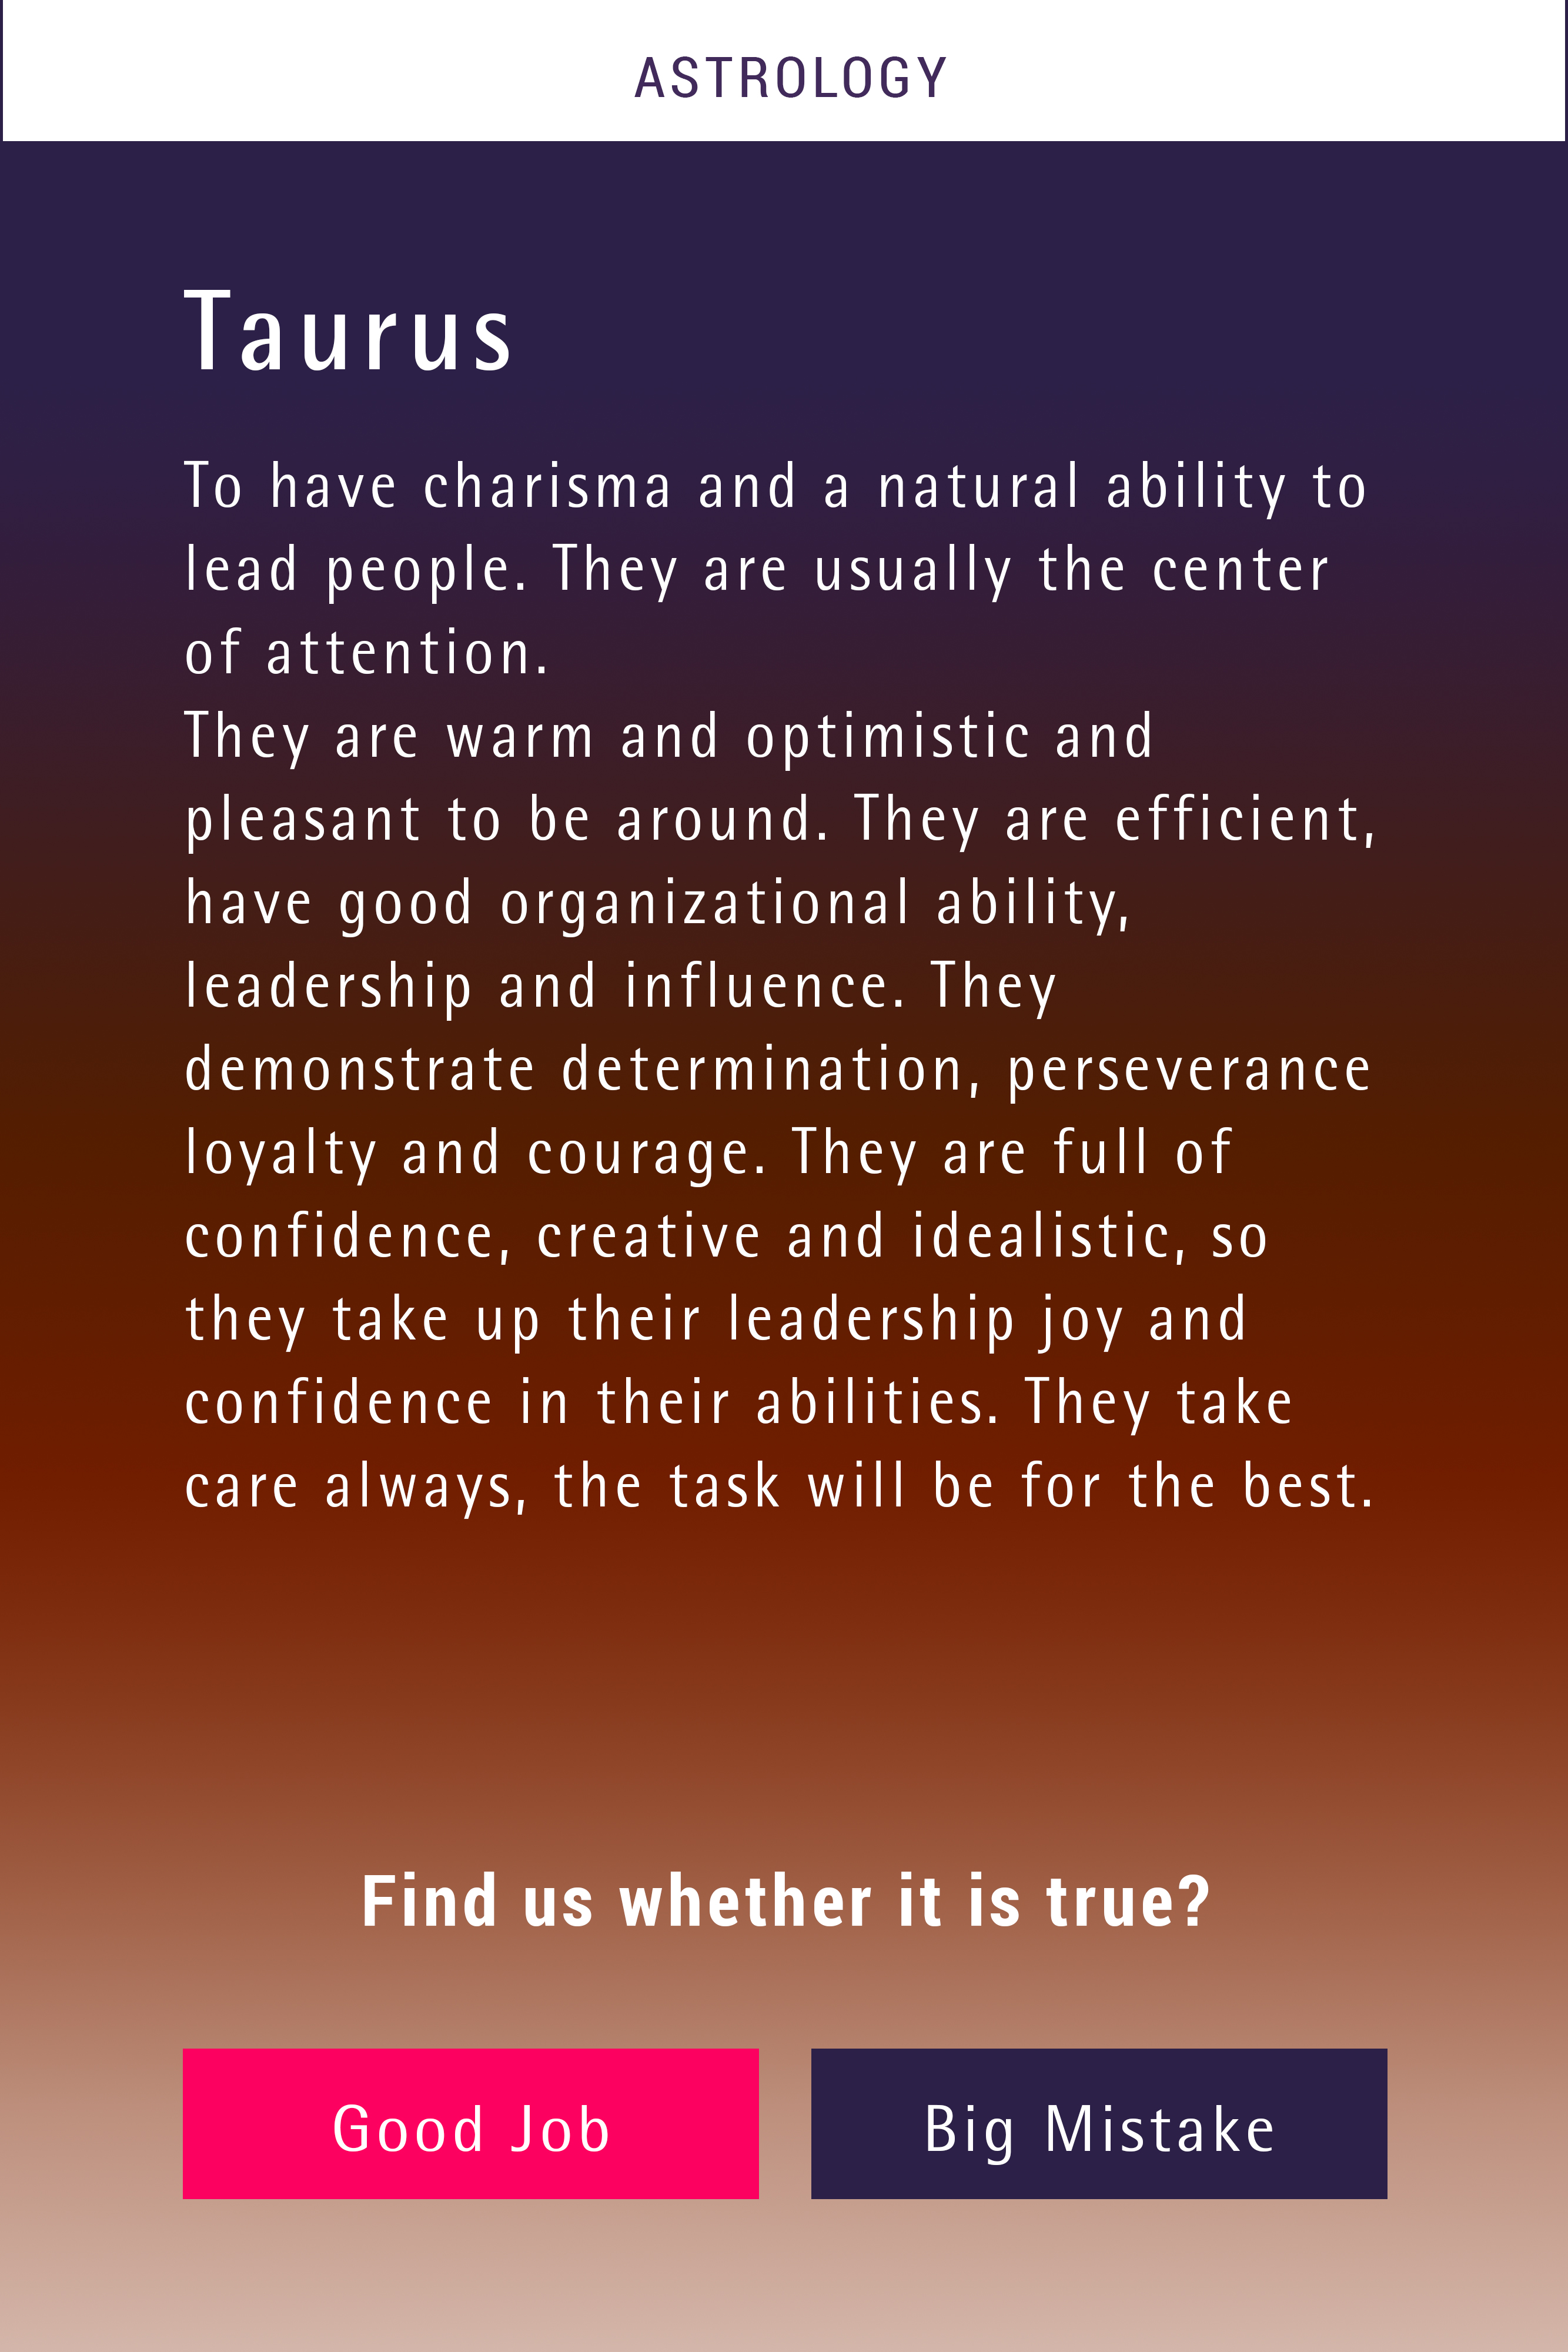 ASTROLOGY
Taurus
To have charisma and a natural ability to
lead people. They are usually the center
of attention.
They are warm and optimistic and
pleasant to be around. They are efficient,
have good organizational ability,
leadership and influence. They
demonstrate determination, perseverance
loyalty and courage. They are full of
confidence, creative and idealistic, so
they take up their leadership joy and
confidence in their abilities. They take
care always, the task will be for the best.
Find us whether it is true?
Good Job
Big Mistake